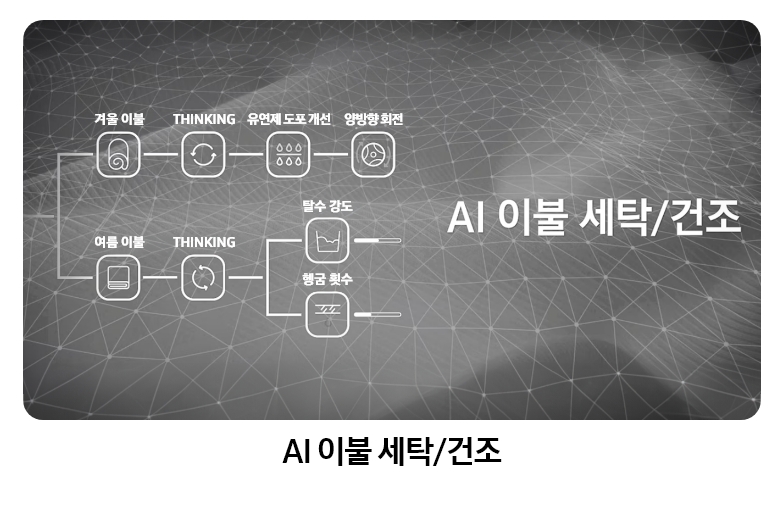 겨울 이불
THINKING
유연제 도포 개선
양방향 회전
탈수 강도
AI 이불 세탁/건조
여름 이불
THINKING
헹굼 횟수
AI 이불 세탁/건조